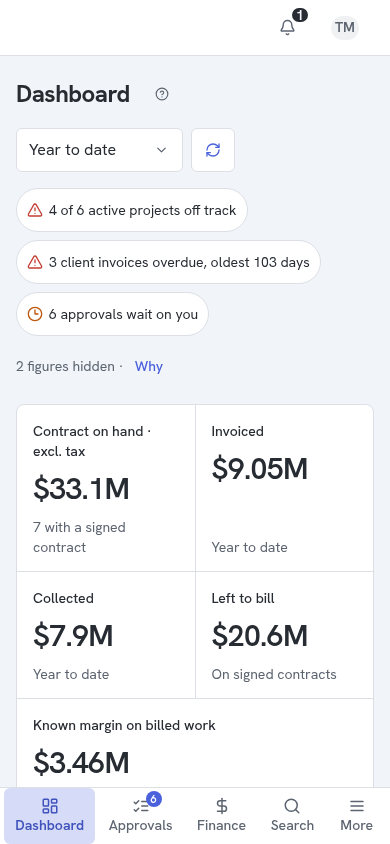 1
TM
Dashboard
Year to date
4 of 6 active projects off track
3 client invoices overdue, oldest 103 days
6 approvals wait on you
2 figures hidden · Why
Contract on hand ·
excl. tax
$33.1M
7 with a signed
contract
Invoiced
$9.05M
Year to date
Collected
$7.9M
Year to date
Left to bill
$20.6M
On signed contracts
Known margin on billed work
$3.46M
Dashboard
6
Approvals
Finance
Search
More